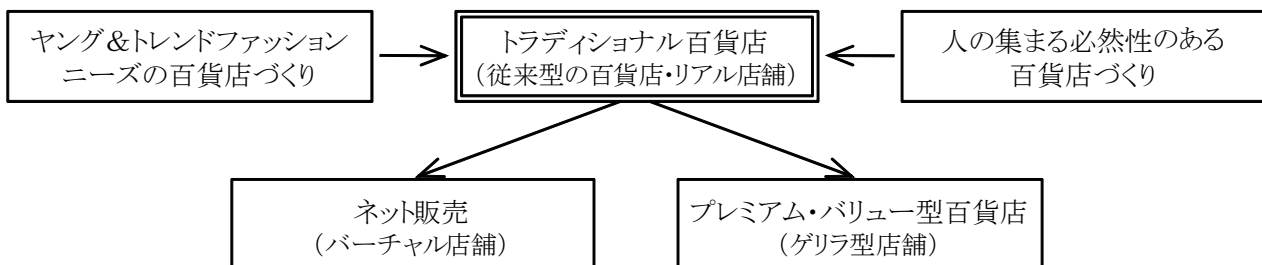 ヤング&トレンドファッション
ニーズの百貨店づくり
トラディショナル百貨店
(従来型の百貨店・リアル店舗)
人の集まる必然性のある
百貨店づくり
ネット販売
(バーチャル店舗)
プレミアム・バリュー型百貨店
(ゲリラ型店舗)